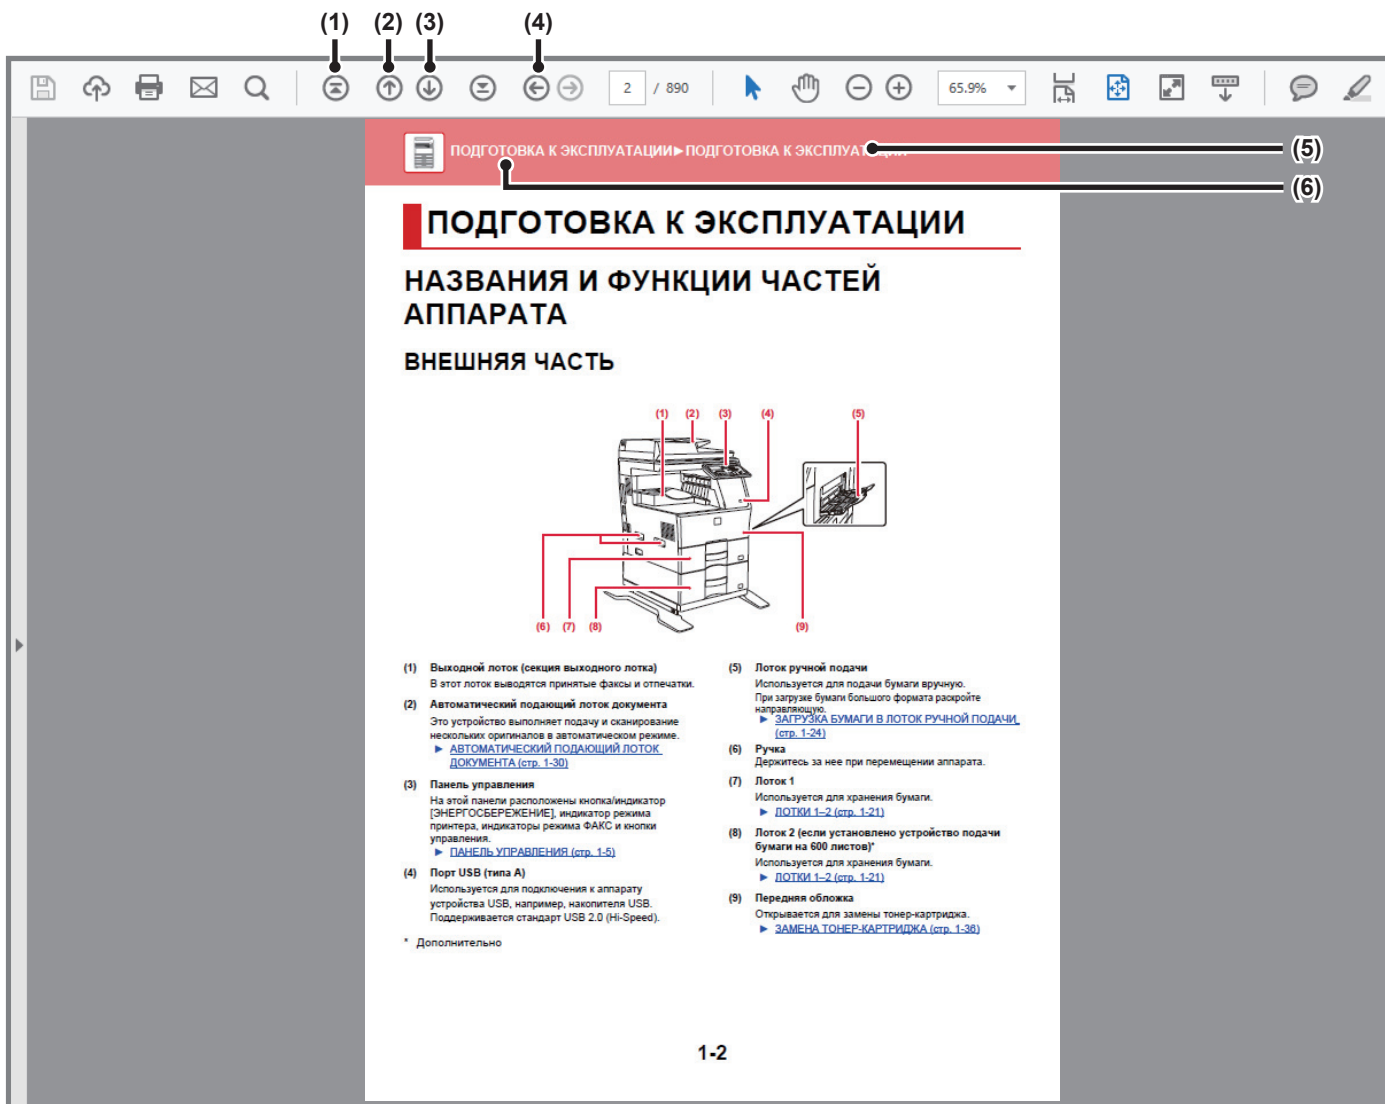 (1) (2) (3) (4)
2 / 890 65.9%
ПОДГОТОВКА К ЭКСПЛУАТАЦИИ►ПОДГОТОВКА К ЭКСПЛУАТАЦИИ
(5)
(6)
ПОДГОТОВКА К ЭКСПЛУАТАЦИИ
НАЗВАНИЯ И ФУНКЦИИ ЧАСТЕЙ
АППАРАТА
ВНЕШНЯЯ ЧАСТЬ
(1) (2) (3) (4) (5)
(6) (7) (8) (9)
(1) Выходной лоток (секция выходного лотка)
В этот лоток выводятся принятые факсы и отпечатки.
(2) Автоматический подающий лоток документа
Это устройство выполняет подачу и сканирование
нескольких оригиналов в автоматическом режиме.
► АВТОМАТИЧЕСКИЙ ПОДАЮЩИЙ ЛОТОК
ДОКУМЕНТА (стр. 1-30)
(3) Панель управления
На этой панели расположены кнопка/индикатор
[ЭНЕРГОСБЕРЕЖЕНИЕ], индикатор режима
принтера, индикаторы режима ФАКС и кнопки
управления.
► ПАНЕЛЬ УПРАВЛЕНИЯ (стр. 1-5)
(4) Порт USB (типа A)
Используется для подключения к аппарату
устройства USB, например, накопителя USB.
Поддерживается стандарт USB 2.0 (Hi-Speed).
* Дополнительно
(5) Лоток ручной подачи
Используется для подачи бумаги вручную.
При загрузке бумаги большого формата раскройте
направляющую.
► ЗАГРУЗКА БУМАГИ В ЛОТОК РУЧНОЙ ПОДАЧИ
(стр. 1-24)
(6) Ручка
Держитесь за нее при перемещении аппарата.
(7) Лоток 1
Используется для хранения бумаги.
► ЛОТКИ 1–2 (стр. 1-21)
(8) Лоток 2 (если установлено устройство подачи
бумаги на 600 листов)*
Используется для хранения бумаги.
► ЛОТКИ 1–2 (стр. 1-21)
(9) Передняя обложка
Открывается для замены тонер-картриджа.
► ЗАМЕНА ТОНЕР-КАРТРИДЖА (стр. 1-36)
1-2